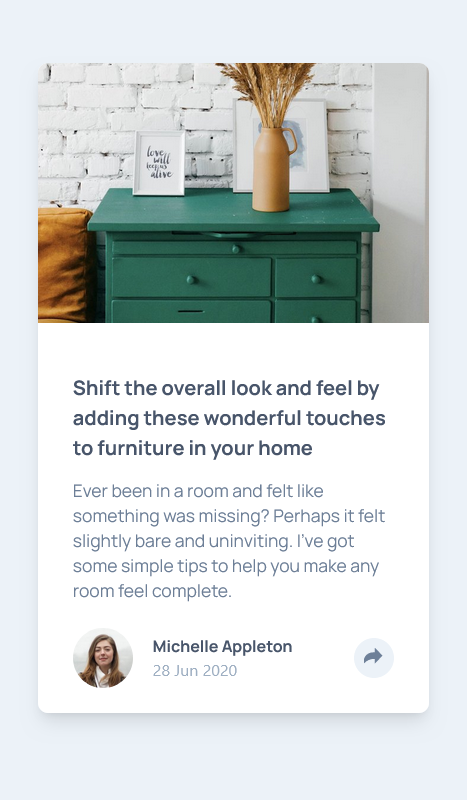 love
will
keep us
alive
Shift the overall look and feel by
adding these wonderful touches
to furniture in your home
Ever been in a room and felt like
something was missing? Perhaps it felt
slightly bare and uninviting. I’ve got
some simple tips to help you make any
room feel complete.
Michelle Appleton
28 Jun 2020